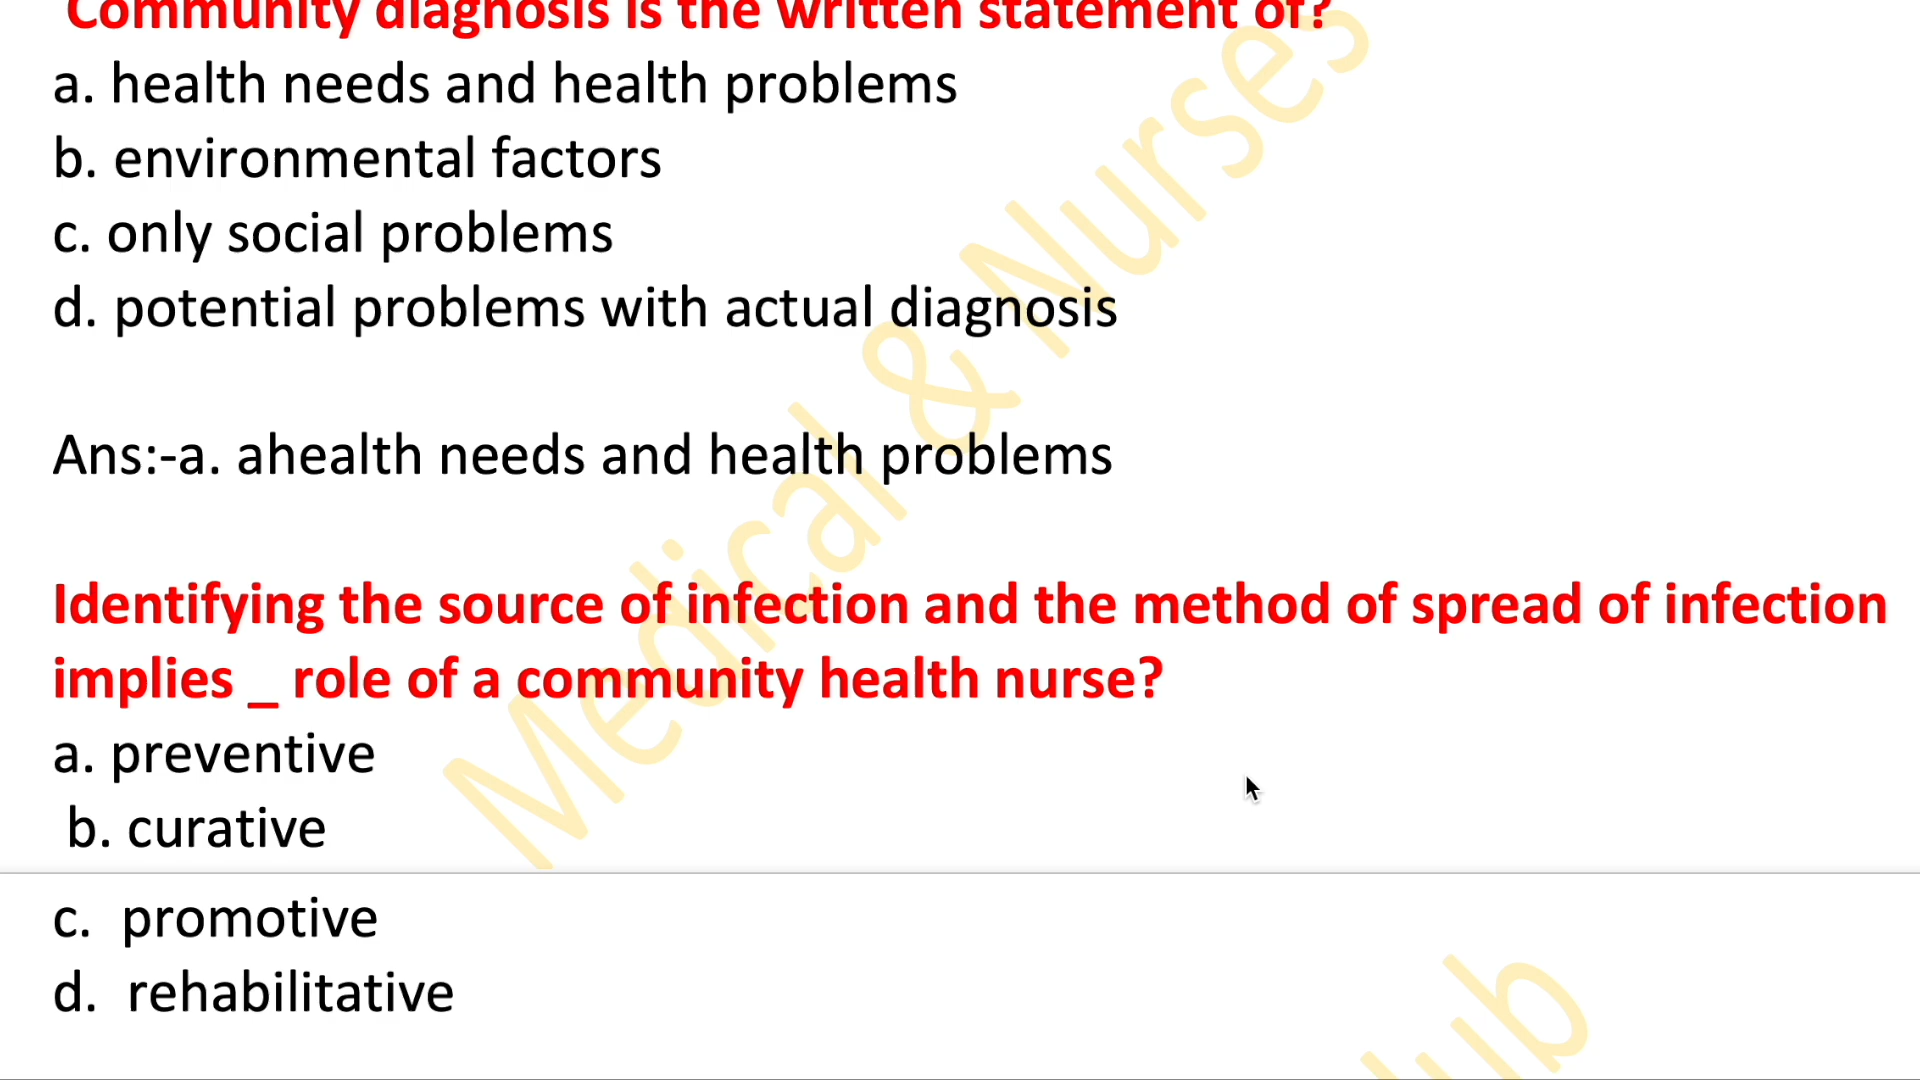 Community diagnosis is the written statement of?
a. health needs and health problems
b. environmental factors
c. only social problems
d. potential problems with actual diagnosis
Ans:-a. ahealth needs and health problems
Identifying the source of infection and the method of spread of infection
implies _ role of a community health nurse?
a. preventive
b. curative
c. promotive
d. rehabilitative
Medical & Nurses